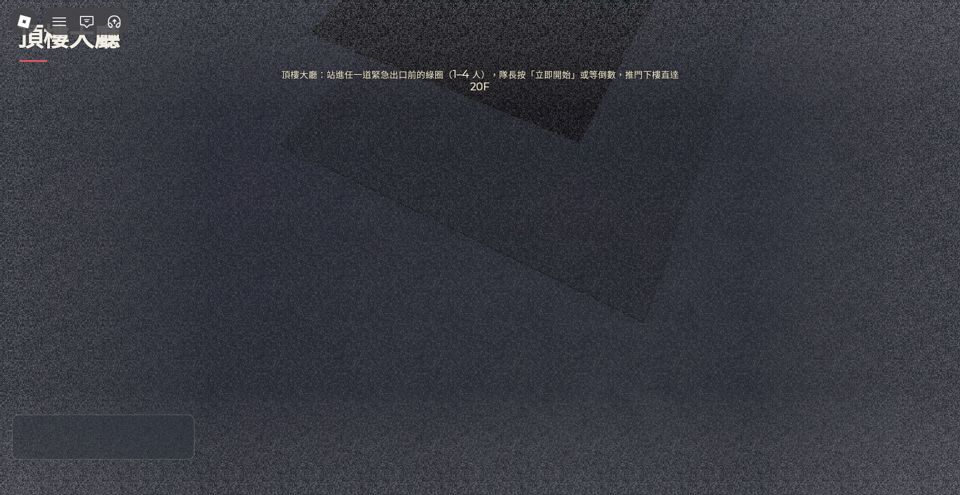 頂樓大廳
頂樓大廳：站進任一道緊急出口前的綠圈（1–4 人），隊長按「立即開始」或等倒數，推門下樓直達
20F